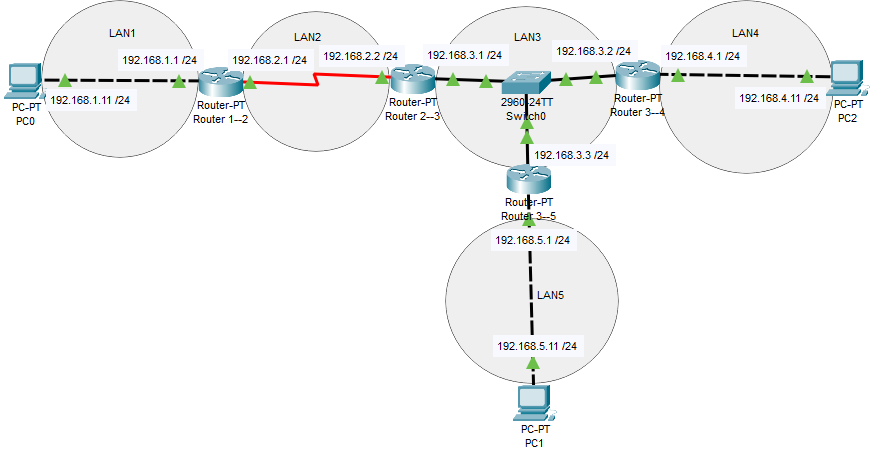 LAN1
LAN2
LAN3
LAN4
192.168.1.1 /24
192.168.2.1 /24
192.168.2.2 /24
192.168.3.1 /24
192.168.3.2 /24
192.168.4.1 /24
192.168.1.11 /24
192.168.4.11 /24
PC-PT
PC0
Router-PT
Router 1--2
Router-PT
Router 2--3
2960-24TT
Switch0
Router-PT
Router 3--4
PC-PT
PC2
192.168.3.3 /24
Router-PT
Router 3--5
192.168.5.1 /24
LAN5
192.168.5.11 /24
PC-PT
PC1